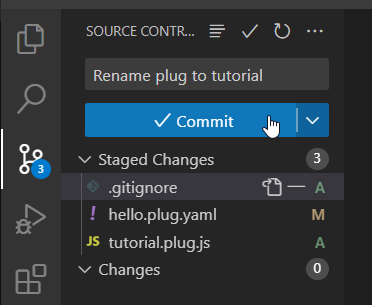 SOURCE CONTR...
Rename plug to tutorial
Commit
Staged Changes 3
.gitignore A
3
! hello.plug.yaml M
JS tutorial.plug.js A
Changes 0